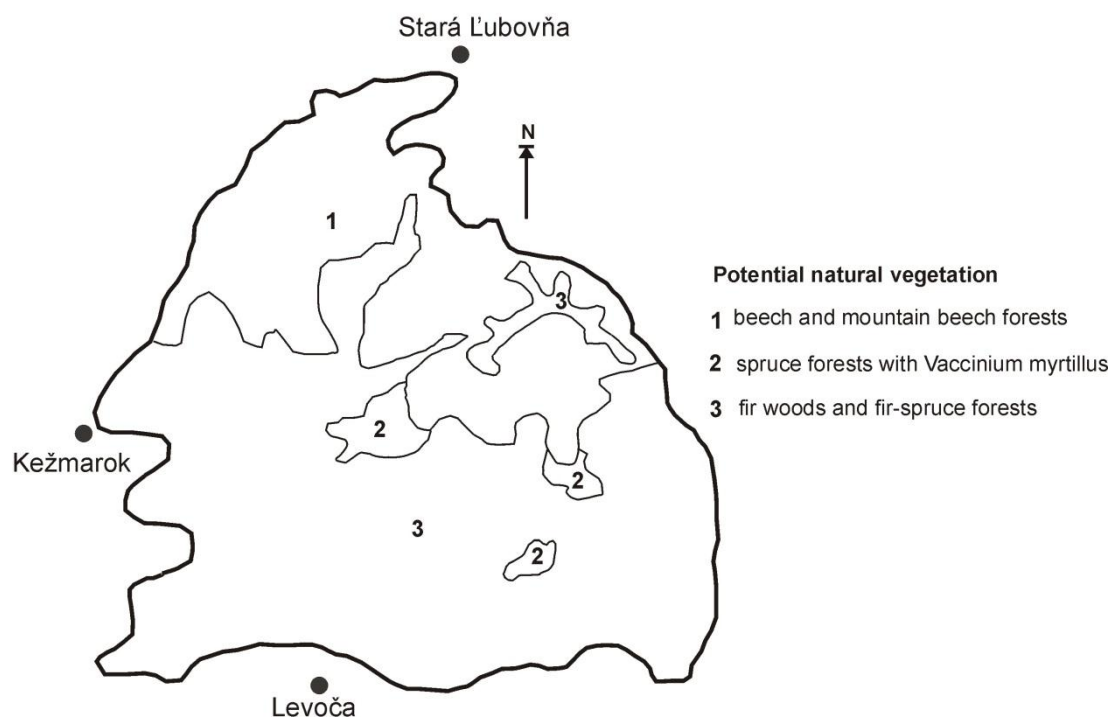 Stará Ľubovňa
N
1
Potential natural vegetation
3
1 beech and mountain beech forests
2 spruce forests with Vaccinium myrtillus
3 fir woods and fir-spruce forests
2
Kežmarok
2
3
2
Levoča